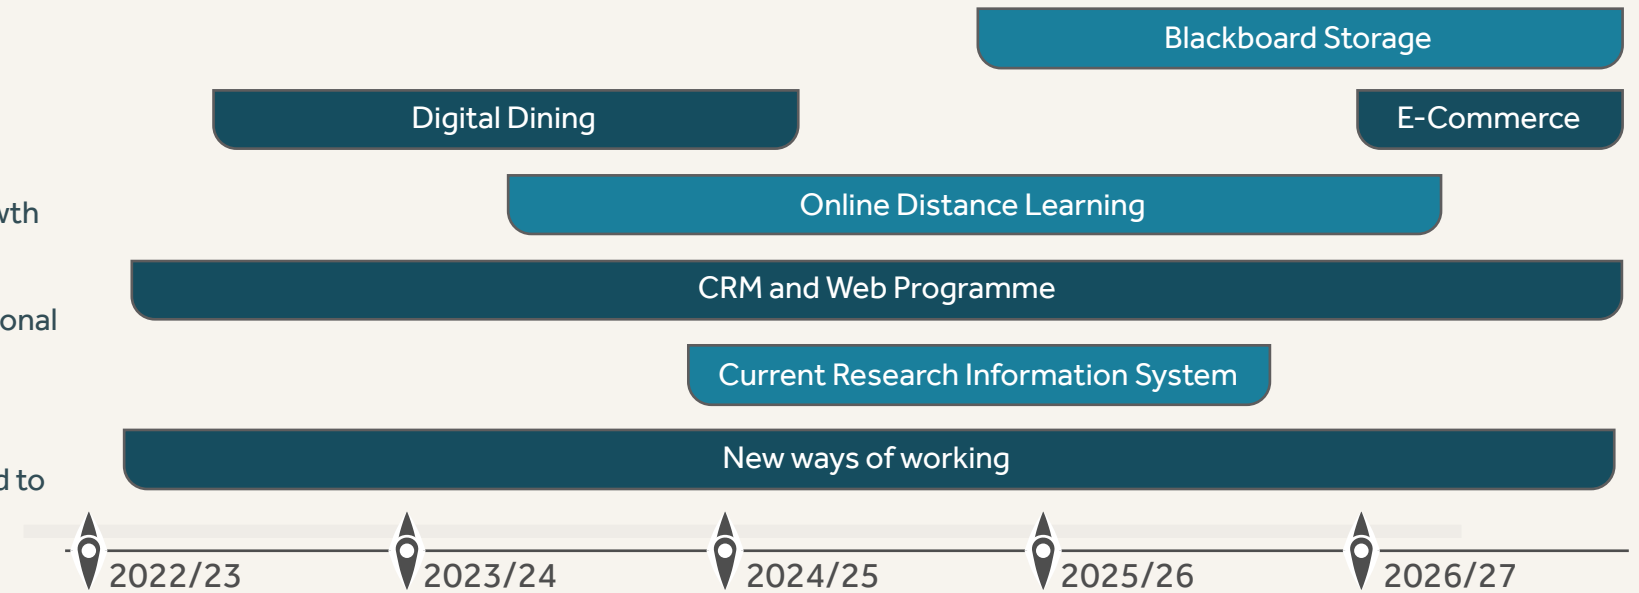 Blackboard Storage
Digital Dining
E-Commerce
Online Distance Learning
wth
CRM and Web Programme
onal
Current Research Information System
New ways of working
d to
2022/23
2023/24
2024/25
2025/26
2026/27